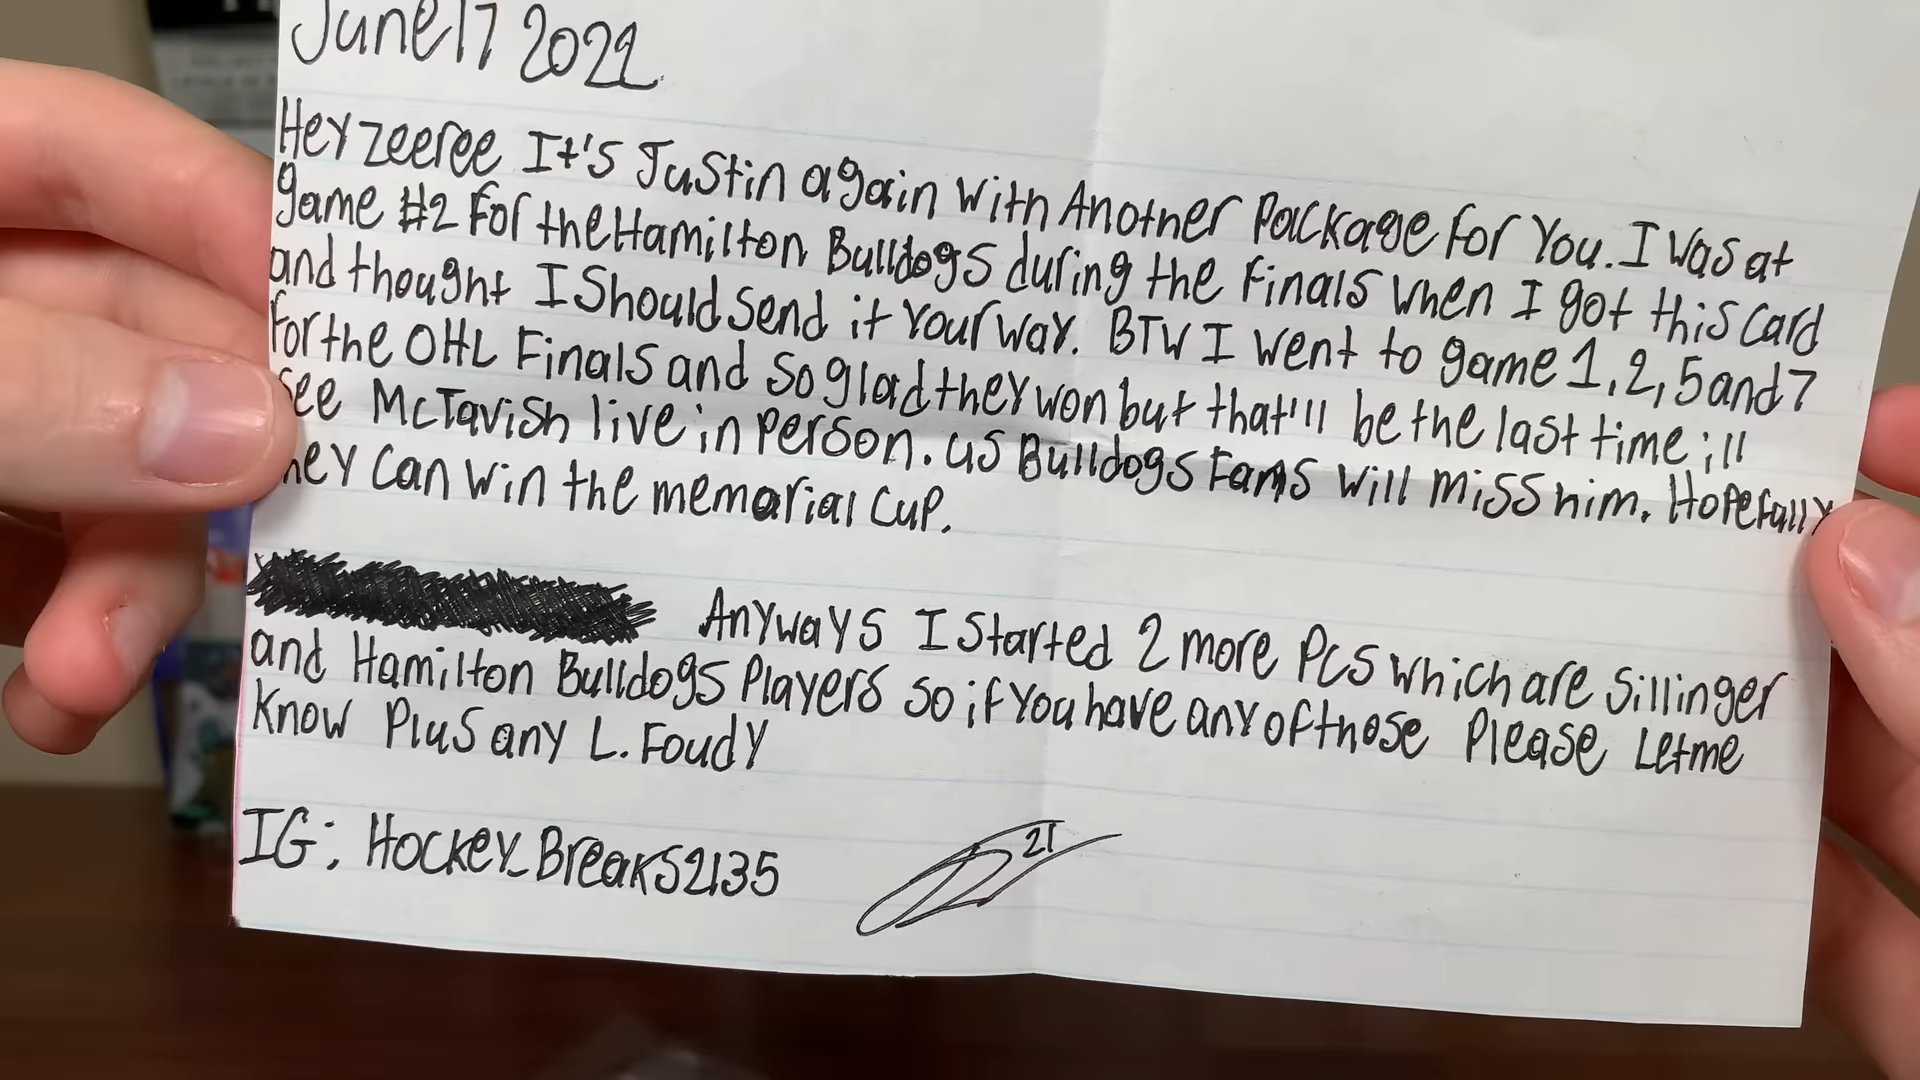 June 17 2022
Hey zeeree It's Justin again With Another Package for You. I Was at
game #2 For the Hamilton Bulldogs during the Finals when I got this Card
and thought I Should Send it Your way. BTW I went to game 1, 2, 5 and 7
for the OHL Finals and so glad they won but that'll be the last time ill
see McTavish live in person. us Bulldogs Fans will miss him. Hopefully
they Can Win the memorial Cup.
Anyways I Started 2 more PCS which are Sillinger
and Hamilton Bulldogs Players so if You have any of those Please Let me
Know Plus any L. Foudy
IG: Hockey_Breaks2135
21